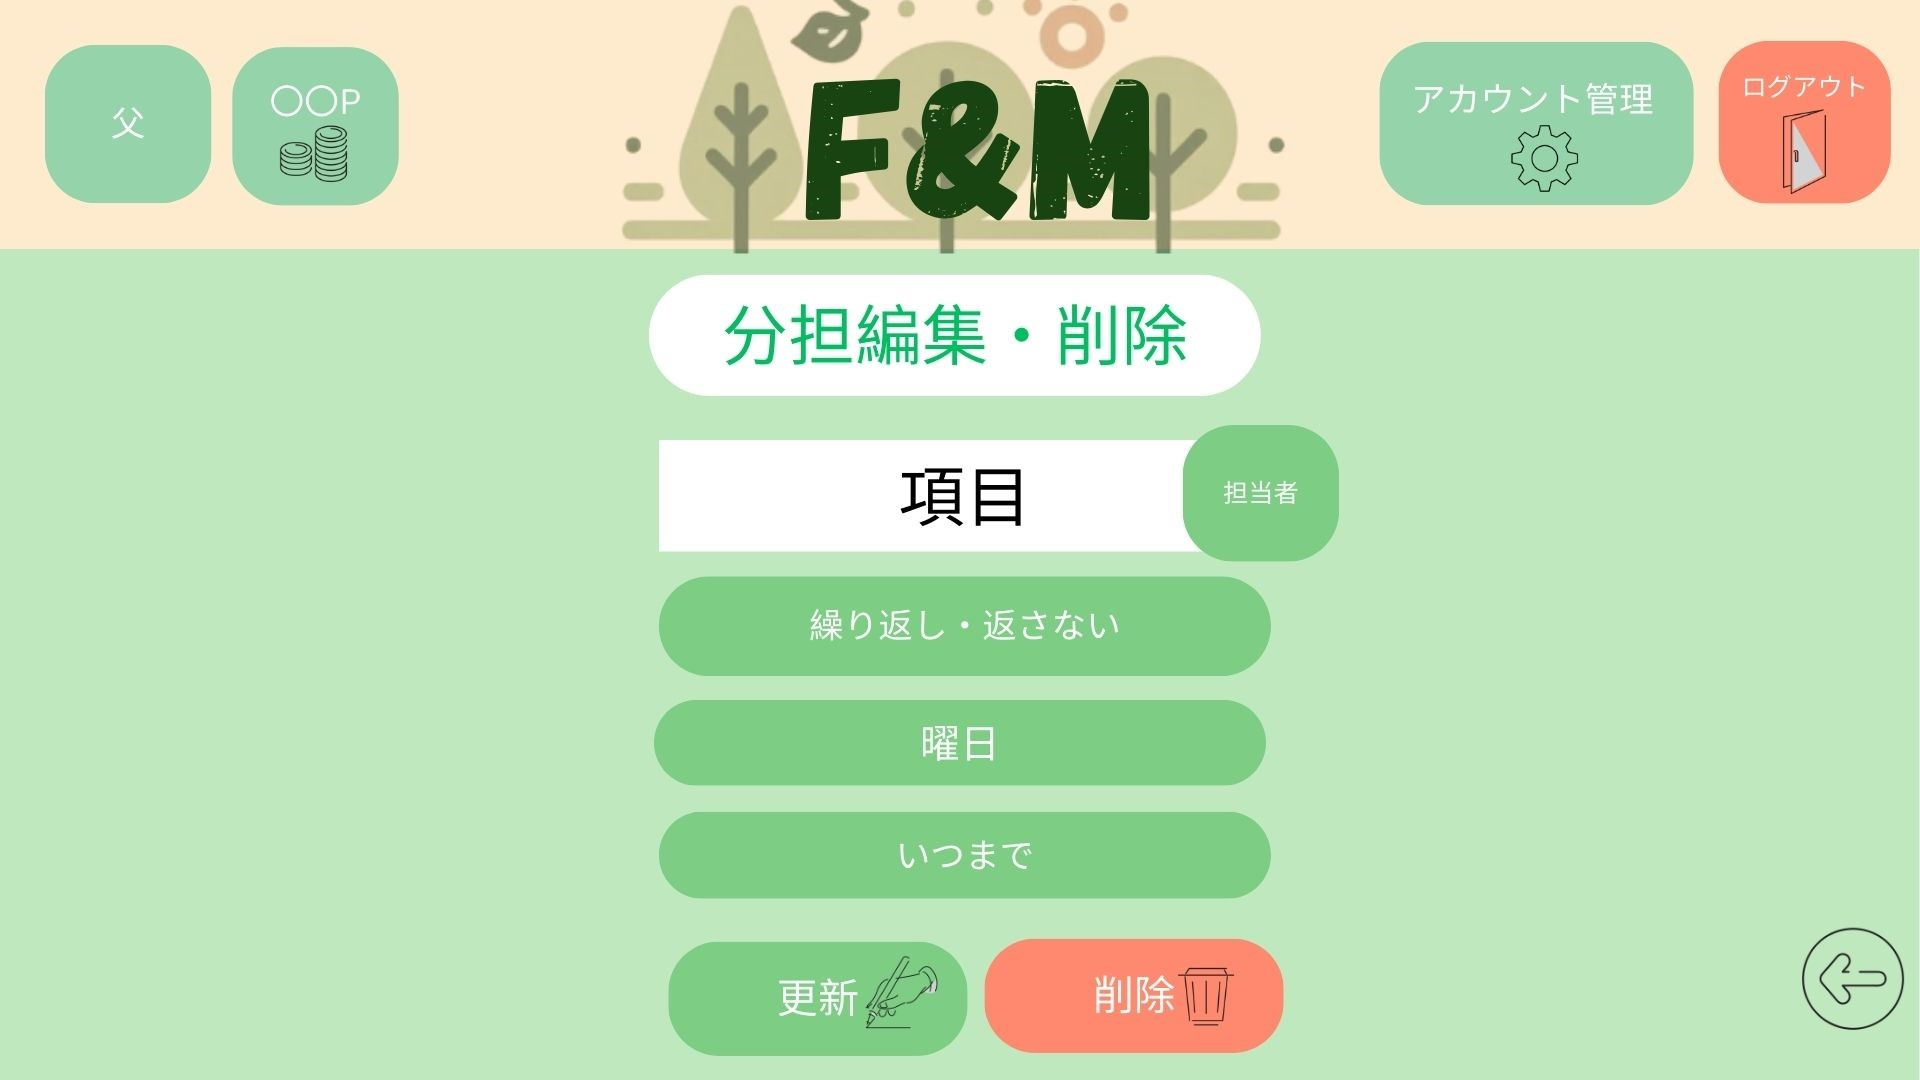 父
〇〇P
F&M
アカウント管理
ログアウト
分担編集・削除
項目
担当者
繰り返し・返さない
曜日
いつまで
更新
削除